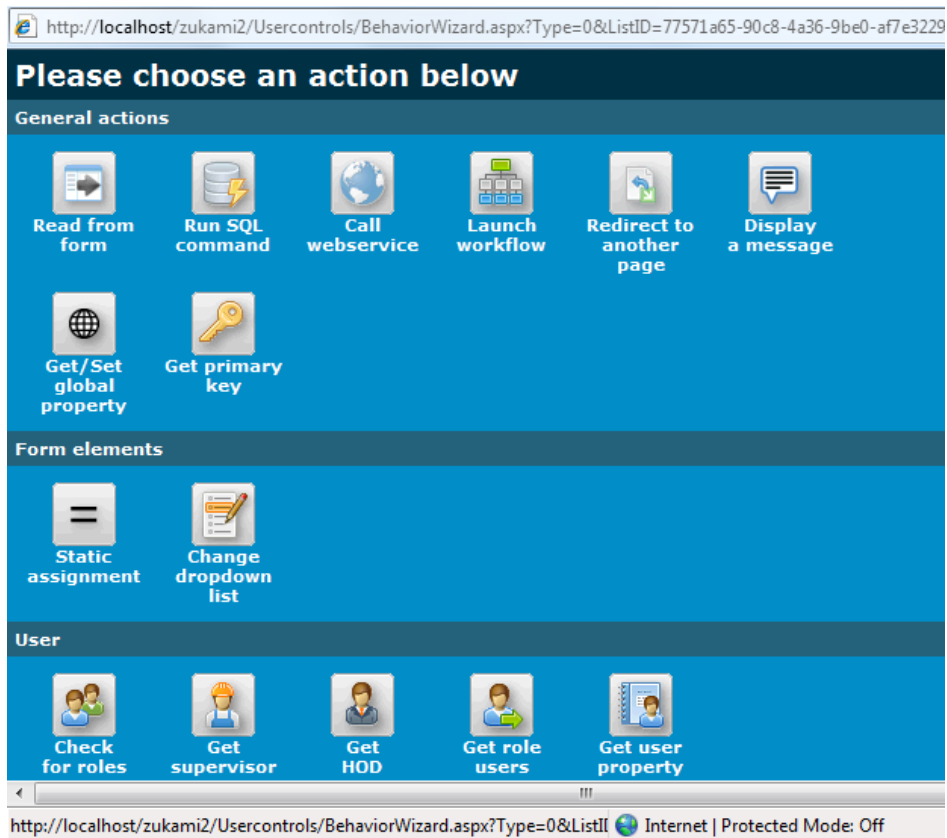 http://localhost/zukami2/Usercontrols/BehaviorWizard.aspx?Type=0&ListID=77571a65-90c8-4a36-9be0-af7e3229
Please choose an action below
General actions
Read from form
Run SQL command
Call webservice
Launch workflow
Redirect to another page
Display a message
Get/Set global property
Get primary key
Form elements
Static assignment
Change dropdown list
User
Check for roles
Get supervisor
Get HOD
Get role users
Get user property
http://localhost/zukami2/Usercontrols/BehaviorWizard.aspx?Type=0&ListII Internet | Protected Mode: Off